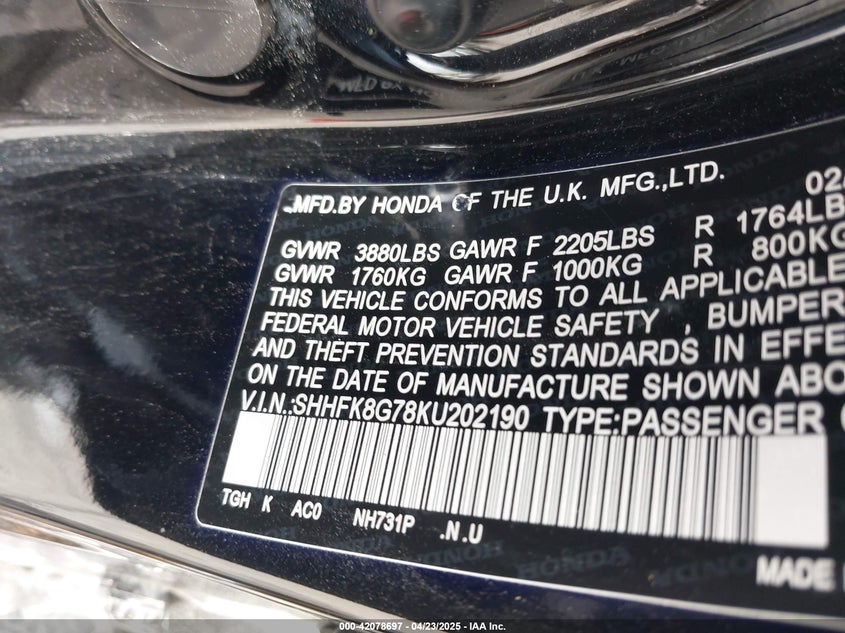 MFD.BY HONDA OF THE U.K. MFG.,LTD. 02/
GVWR 3880LBS GAWR F 2205LBS R 1764LB
GVWR 1760KG GAWR F 1000KG R 800KG
THIS VEHICLE CONFORMS TO ALL APPLICABLE
FEDERAL MOTOR VEHICLE SAFETY , BUMPER
AND THEFT PREVENTION STANDARDS IN EFFE
ON THE DATE OF MANUFACTURE SHOWN ABO
V.I.N.:SHHFK8G78KU202190 TYPE:PASSENGER
TGH K AC0 NH731P .N.U
MADE
000-42078697 - 04/23/2025 - IAA Inc.